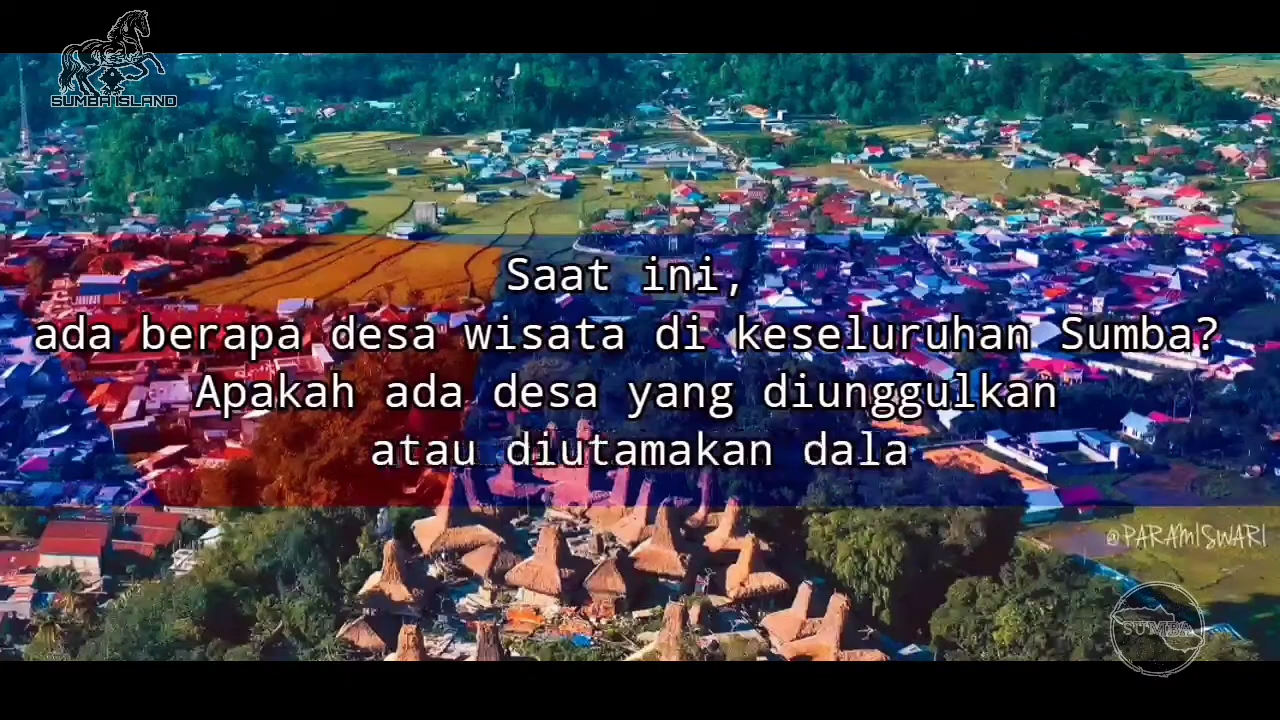 SUMBA ISLAND
Saat ini,
ada berapa desa wisata di keseluruhan Sumba?
Apakah ada desa yang diunggulkan
atau diutamakan dala
@PARAMISWARI
SUMBA